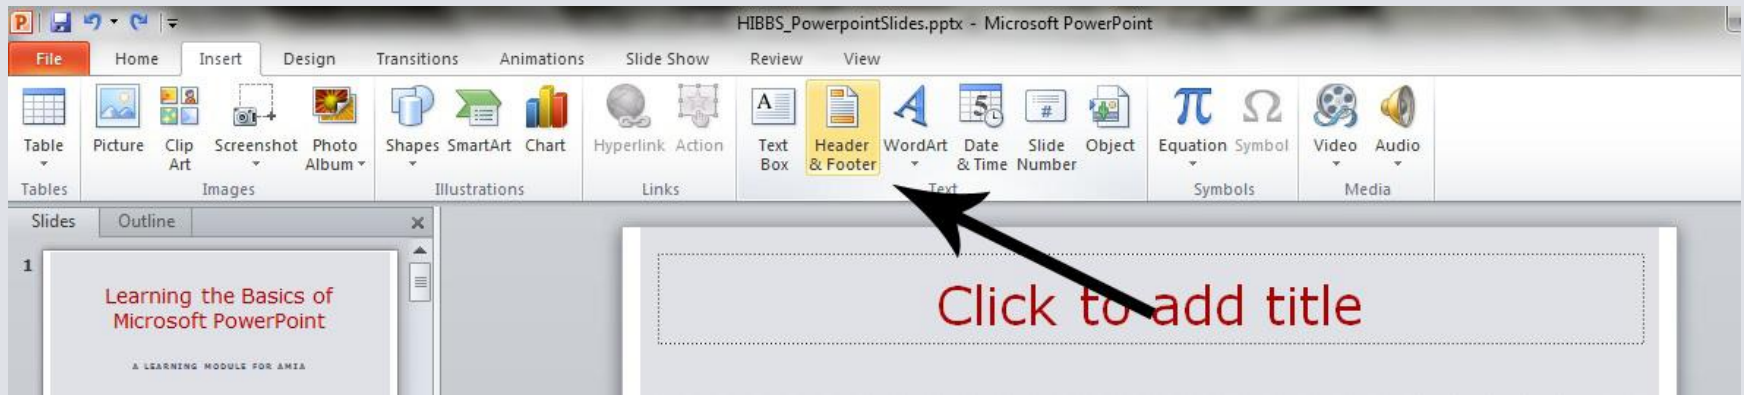 HIBBS_PowerpointSlides.pptx - Microsoft PowerPoint
File Home Insert Design Transitions Animations Slide Show Review View
Table Picture Clip Art Screenshot Photo Album Shapes SmartArt Chart Hyperlink Action Text Box Header & Footer WordArt Date & Time Slide Number Object Equation Symbol Video Audio
Tables Images Illustrations Links Text Symbols Media
Slides Outline
1
Learning the Basics of
Microsoft PowerPoint
A LEARNING MODULE FOR AMIA
Click to add title